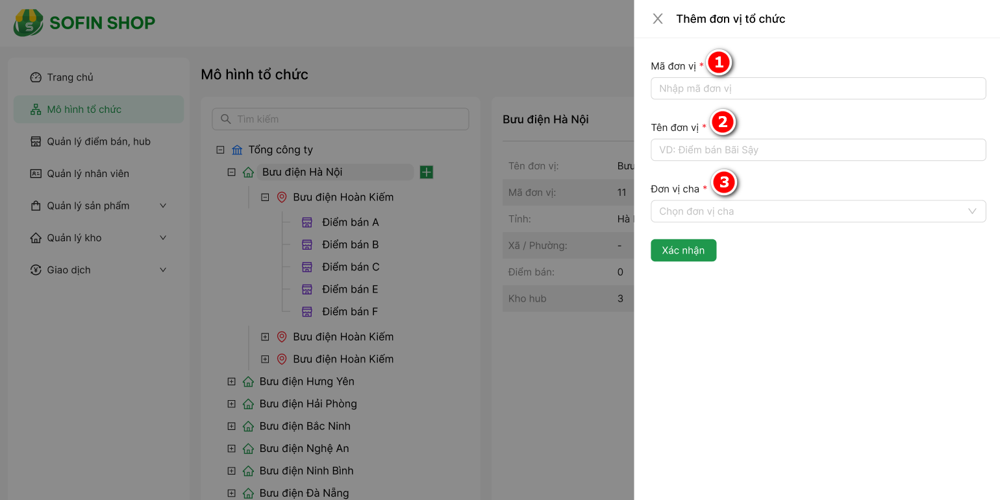 SOFIN SHOP
Trang chủ
Mô hình tổ chức
Quản lý điểm bán, hub
Quản lý nhân viên
Quản lý sản phẩm
Quản lý kho
Giao dịch
Mô hình tổ chức
Tìm kiếm
Tổng công ty
Bưu điện Hà Nội
Bưu điện Hoàn Kiếm
Điểm bán A
Điểm bán B
Điểm bán C
Điểm bán E
Điểm bán F
Bưu điện Hoàn Kiếm
Bưu điện Hoàn Kiếm
Bưu điện Hưng Yên
Bưu điện Hải Phòng
Bưu điện Bắc Ninh
Bưu điện Nghệ An
Bưu điện Ninh Bình
Bưu điện Đà Nẵng
Bưu điện Hà Nội
Tên đơn vị: Bưu
Mã đơn vị: 11
Tỉnh: Hà
Xã / Phường: -
Điểm bán: 0
Kho hub 3
Thêm đơn vị tổ chức
Mã đơn vị * 1
Nhập mã đơn vị
Tên đơn vị * 2
VD: Điểm bán Bãi Sậy
Đơn vị cha * 3
Chọn đơn vị cha
Xác nhận